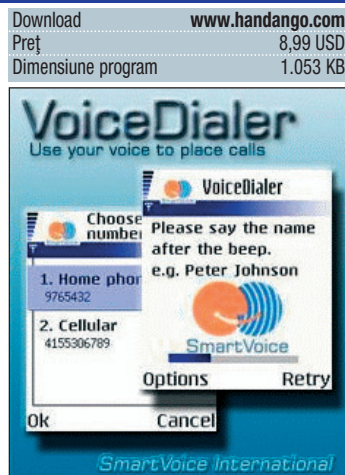 Download www.handango.com
Preţ 8,99 USD
Dimensiune program 1.053 KB
VoiceDialer
Use your voice to place calls
VoiceDialer
Choose
number
Please say the name
after the beep.
e.g. Peter Johnson
1. Home phon
9765432
2. Cellular
4155306789
SmartVoice
Options Retry
Ok Cancel
SmartVoice International